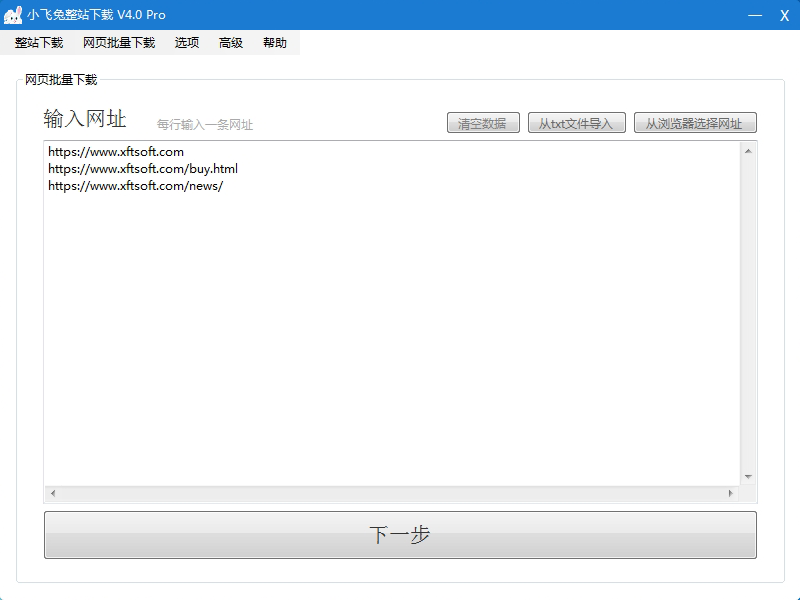 小飞兔整站下载 V4.0 Pro
整站下载 网页批量下载 选项 高级 帮助
网页批量下载
输入网址 每行输入一条网址 清空数据 从txt文件导入 从浏览器选择网址
https://www.xftsoft.com
https://www.xftsoft.com/buy.html
https://www.xftsoft.com/news/
下一步